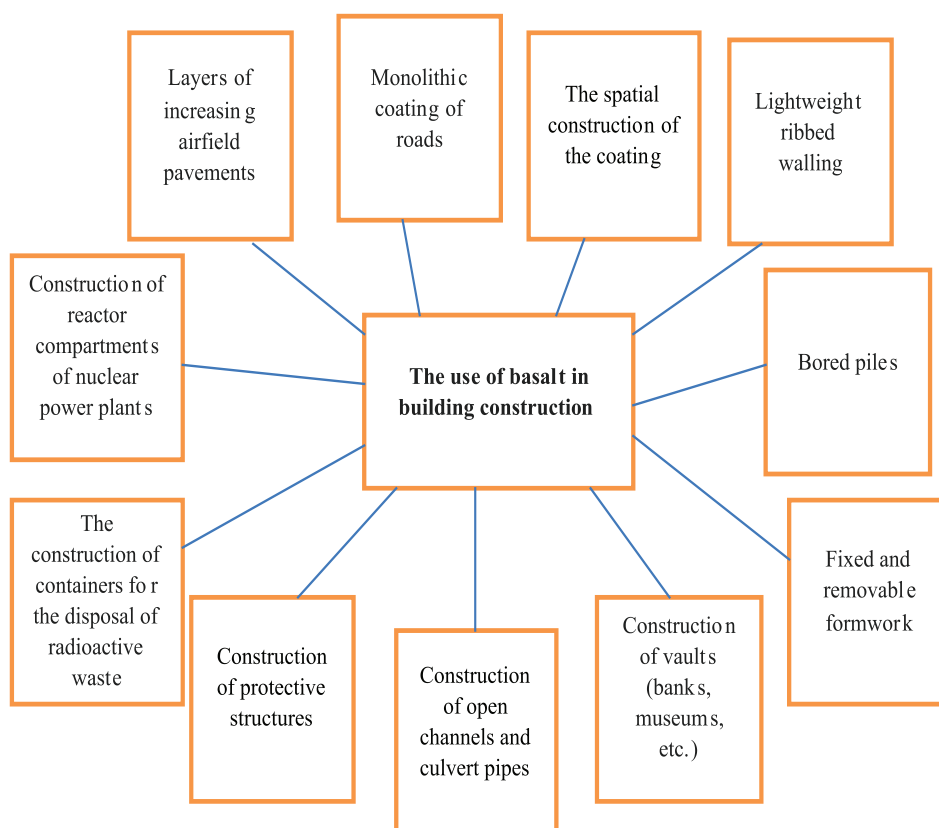 Layers of
increasing
airfield
pavements
Monolithic
coating of
roads
The spatial
construction of
the coating
Lightweight
ribbed
walling
Construction of
reactor
compartments
of nuclear
power plants
The use of basalt in
building construction
Bored piles
The
construction of
containers for
the disposal of
radioactive
waste
Construction
of protective
structures
Construction
of open
channels and
culvert pipes
Construction
of vaults
(banks,
museums,
etc.)
Fixed and
removable
formwork